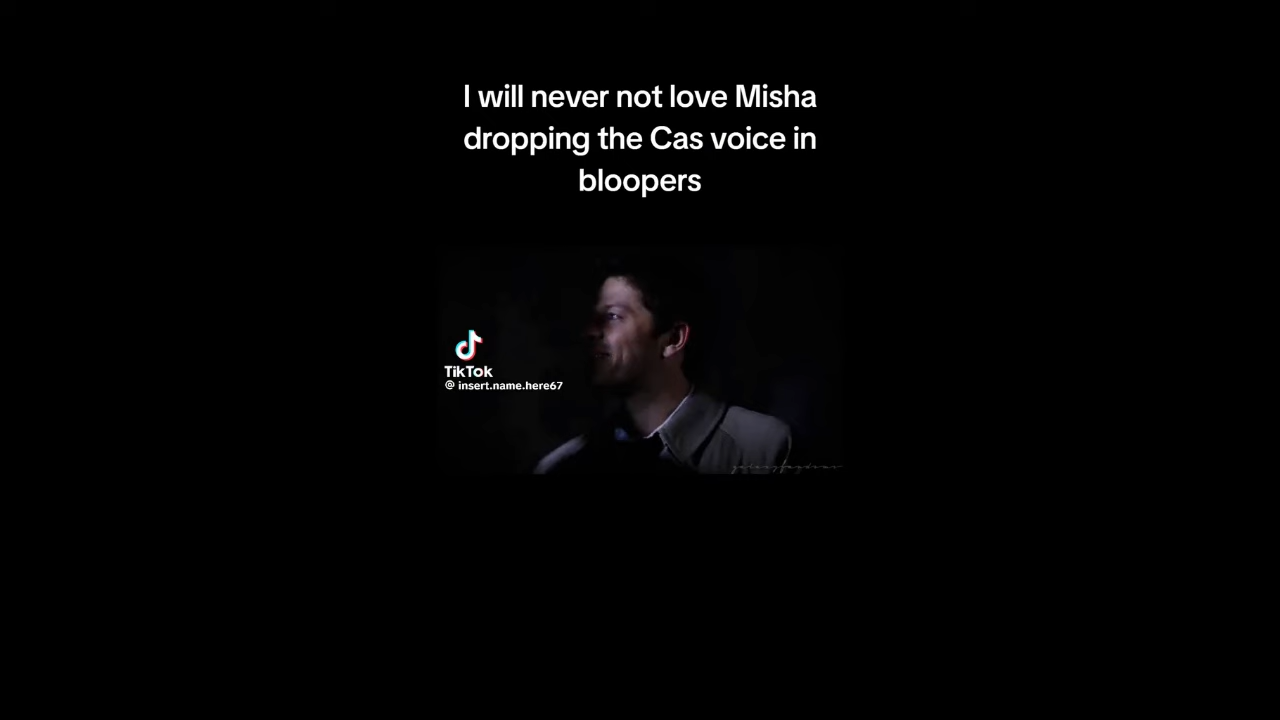 I will never not love Misha
dropping the Cas voice in
bloopers
TikTok
@ insert.name.here67